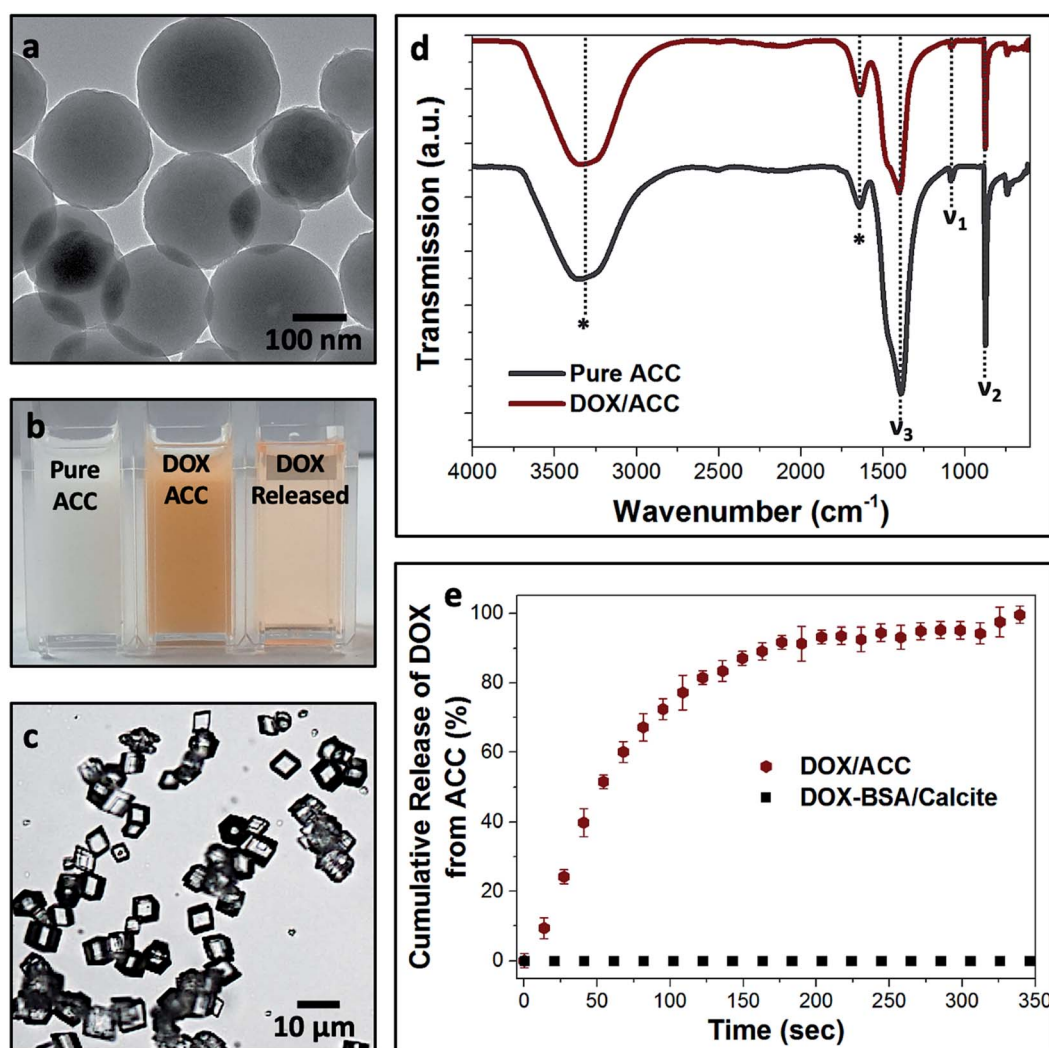 a
100 nm
b
Pure
ACC
DOX
ACC
DOX
Released
c
10 µm
d
Transmission (a.u.)
*
*
ν1
ν2
ν3
Pure ACC
DOX/ACC
4000 3500 3000 2500 2000 1500 1000
Wavenumber (cm-1)
e
Cumulative Release of DOX
from ACC (%)
100
80
60
40
20
0
DOX/ACC
DOX-BSA/Calcite
0 50 100 150 200 250 300 350
Time (sec)